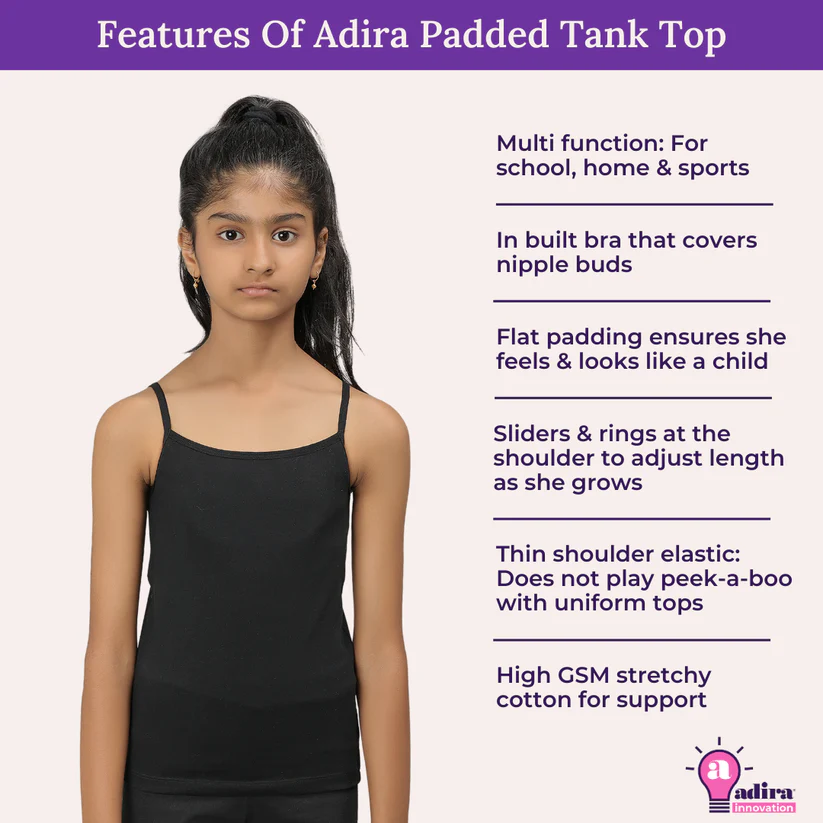 Features Of Adira Padded Tank Top
Multi function: For
school, home & sports
In built bra that covers
nipple buds
Flat padding ensures she
feels & looks like a child
Sliders & rings at the
shoulder to adjust length
as she grows
Thin shoulder elastic:
Does not play peek-a-boo
with uniform tops
High GSM stretchy
cotton for support
a
adira
innovation